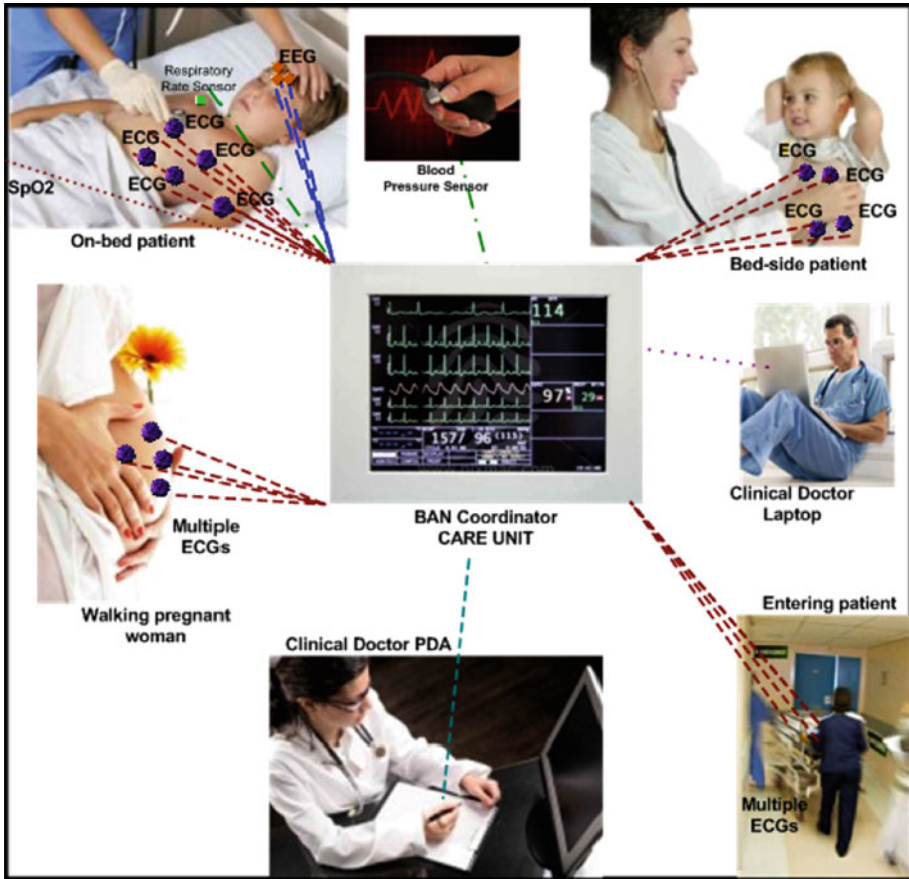 EEG
Respiratory
Rate Sensor
ECG
ECG
ECG
ECG
ECG
SpO2
On-bed patient
Blood
Pressure Sensor
ECG
ECG
ECG
ECG
Bed-side patient
114
97%
29
157/ 96 (115)
BAN Coordinator
CARE UNIT
Clinical Doctor
Laptop
Multiple
ECGs
Walking pregnant
woman
Clinical Doctor PDA
Entering patient
Multiple
ECGs